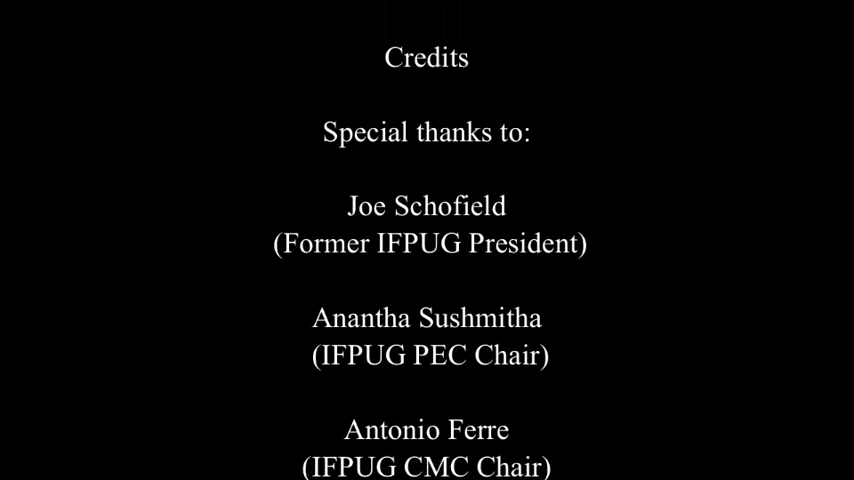 Credits
Special thanks to:
Joe Schofield
(Former IFPUG President)
Anantha Sushmitha
(IFPUG PEC Chair)
Antonio Ferre
(IFPUG CMC Chair)